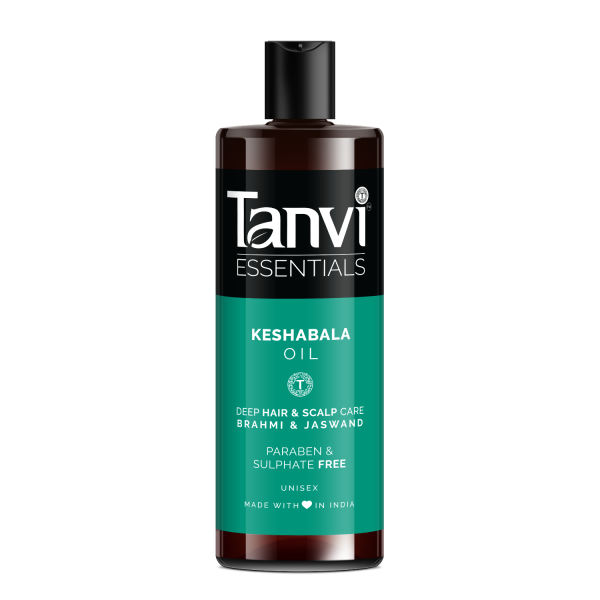 Tanvi
ESSENTIALS
KESHABALA
OIL
T
DEEP HAIR & SCALP CARE
BRAHMI & JASWAND
PARABEN &
SULPHATE FREE
UNISEX
MADE WITH ❤ IN INDIA